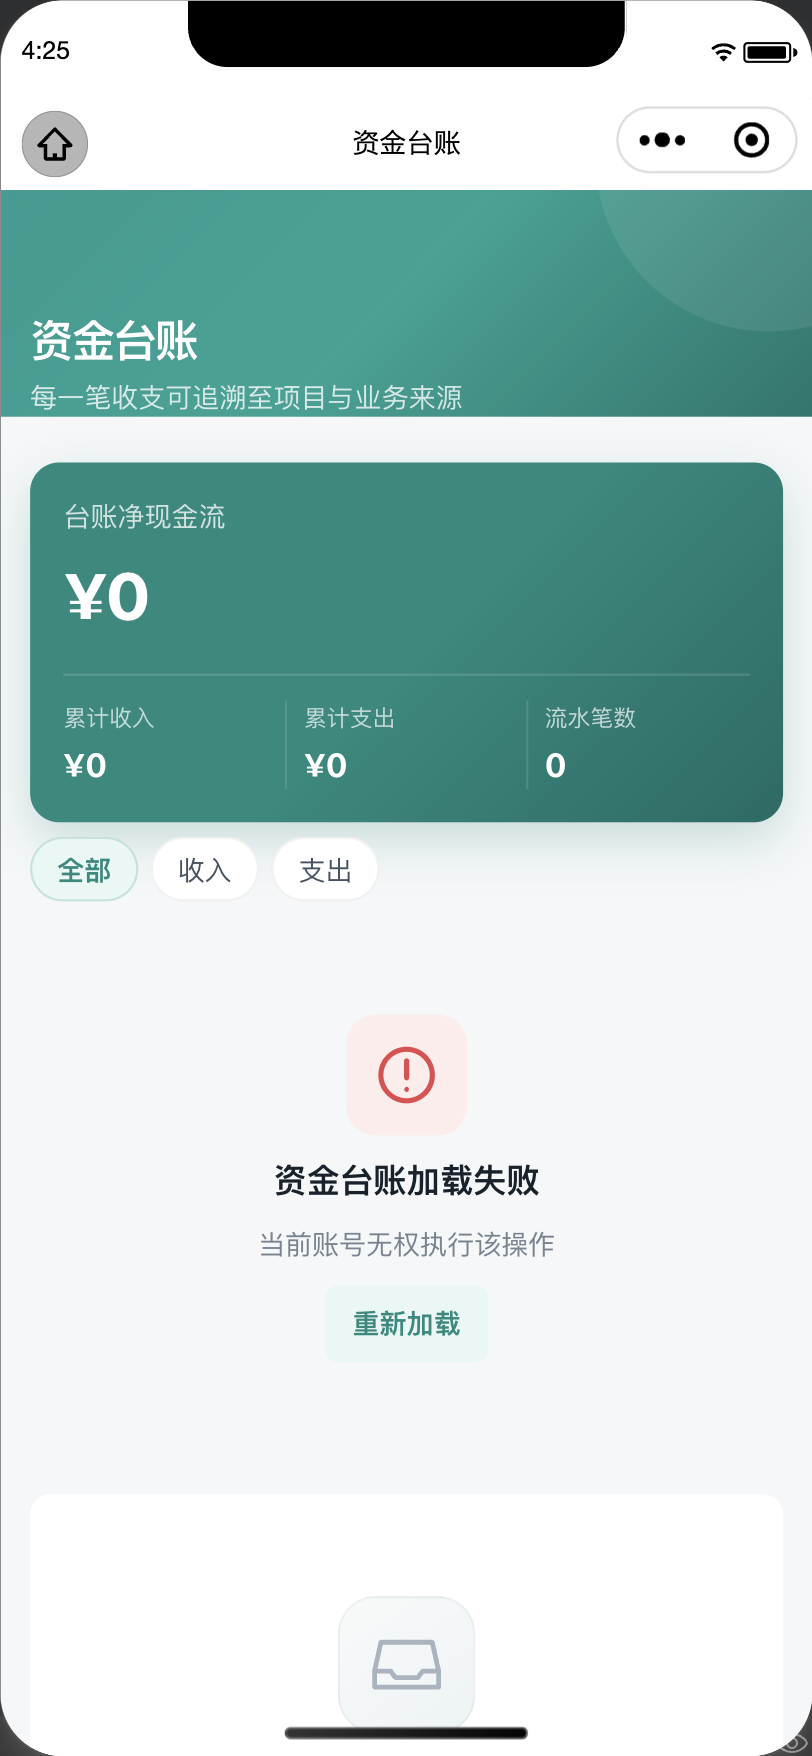 4:25
资金台账
资金台账
每一笔收支可追溯至项目与业务来源
台账净现金流
¥0
累计收入
累计支出
流水笔数
¥0
¥0
0
全部
收入
支出
资金台账加载失败
当前账号无权执行该操作
重新加载